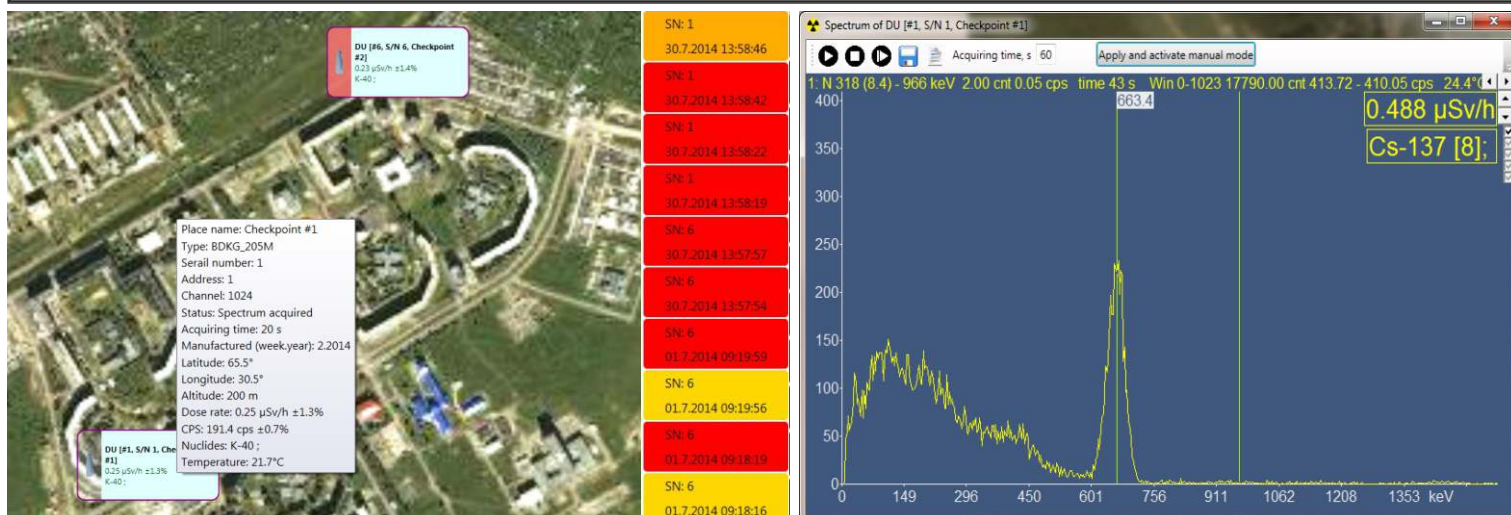 DU [#6, S/N 6, Checkpoint
#2]
0.23 µSv/h ±1.4%
K-40 ;
Place name: Checkpoint #1
Type: BDKG_205M
Serail number: 1
Address: 1
Channel: 1024
Status: Spectrum acquired
Acquiring time: 20 s
Manufactured (week.year): 2.2014
Latitude: 65.5°
Longitude: 30.5°
Altitude: 200 m
Dose rate: 0.25 µSv/h ±1.3%
CPS: 191.4 cps ±0.7%
Nuclides: K-40 ;
Temperature: 21.7°C
DU [#1, S/N 1, Che
#1]
0.25 µSv/h ±1.3%
K-40 ;
SN: 1
30.7.2014 13:58:46
SN: 1
30.7.2014 13:58:42
SN: 1
30.7.2014 13:58:22
SN: 1
30.7.2014 13:58:19
SN: 6
30.7.2014 13:57:57
SN: 6
30.7.2014 13:57:54
SN: 6
01.7.2014 09:19:59
SN: 6
01.7.2014 09:19:56
SN: 6
01.7.2014 09:18:19
SN: 6
01.7.2014 09:18:16
Spectrum of DU [#1, S/N 1, Checkpoint #1]
Acquiring time, s 60 Apply and activate manual mode
1: N 318 (8.4) - 966 keV 2.00 cnt 0.05 cps time 43 s Win 0-1023 17790.00 cnt 413.72 - 410.05 cps 24.4°
663.4
0.488 µSv/h
Cs-137 [8];
400
350
300
250
200
150
100
50
0
0 149 296 450 601 756 911 1062 1208 1353 keV